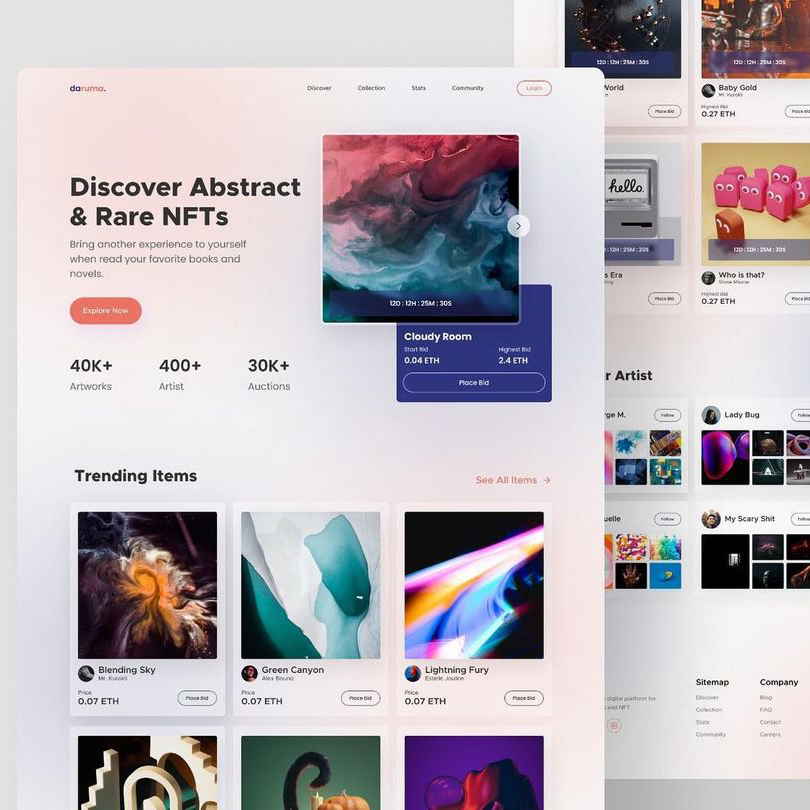 daruma.
Discover
Collection
Stats
Community
Login
Discover Abstract
& Rare NFTs
Bring another experience to yourself
when read your favorite books and
novels.
Explore Now
40K+
Artworks
400+
Artist
30K+
Auctions
12D : 12H : 25M : 30S
Cloudy Room
Start Bid
0.04 ETH
Highest Bid
2.4 ETH
Place Bid
Trending Items
See All Items →
Blending Sky
Mr. Kuroki
Price
0.07 ETH
Place Bid
Green Canyon
Alex Bound
Price
0.07 ETH
Place Bid
Lightning Fury
Estelle Jouline
Price
0.07 ETH
Place Bid
12D : 12H : 25M : 30S
World
Place Bid
12D : 12H : 25M : 30S
Baby Gold
Mr. Kuroki
Highest Bid
0.27 ETH
Place Bi
hello.
: 12H : 25M : 30S
s Era
Place Bid
12D : 12H : 25M : 30S
Who is that?
Stone Master
Highest Bid
0.27 ETH
Place Bi
r Artist
ge M.
Follow
Lady Bug
Follow
uelle
Follow
My Scary Shit
Follow
digital platform for
and NFT.
Sitemap
Discover
Collection
Stats
Community
Company
Blog
FAQ
Contact
Careers